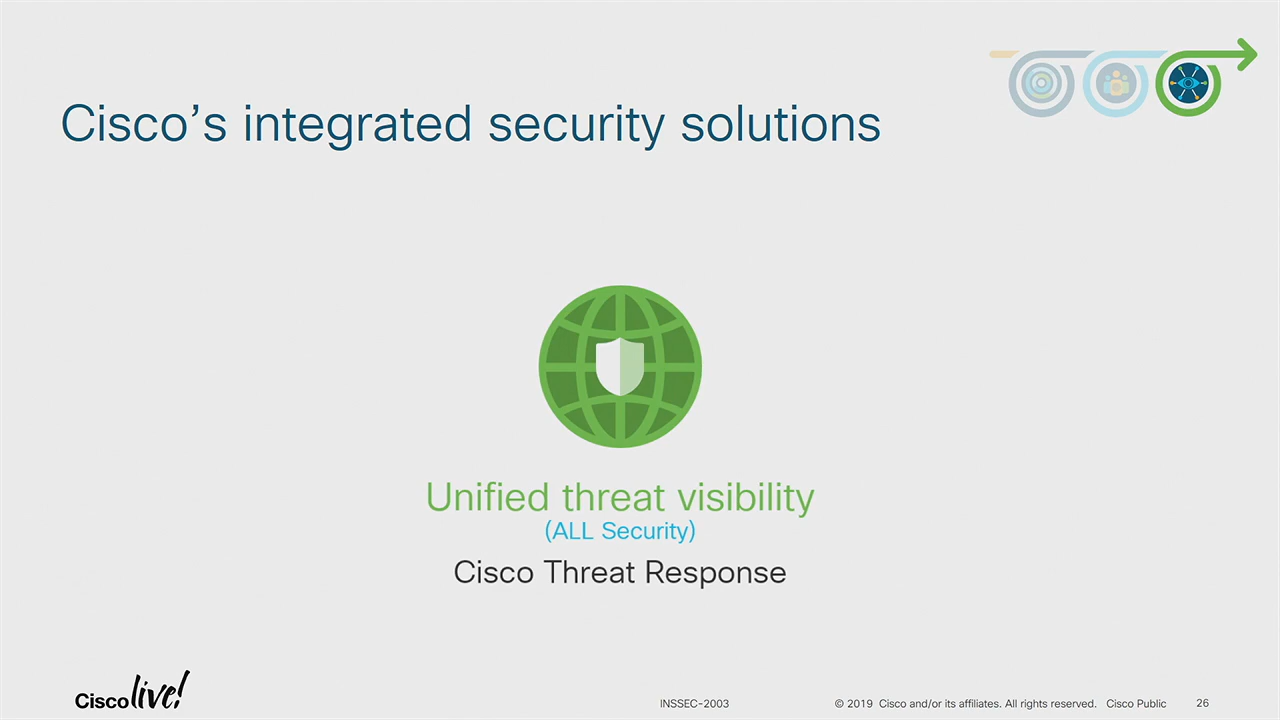 Cisco's integrated security solutions
Unified threat visibility
(ALL Security)
Cisco Threat Response
Cisco live!
INSSEC-2003
© 2019 Cisco and/or its affiliates. All rights reserved. Cisco Public
26